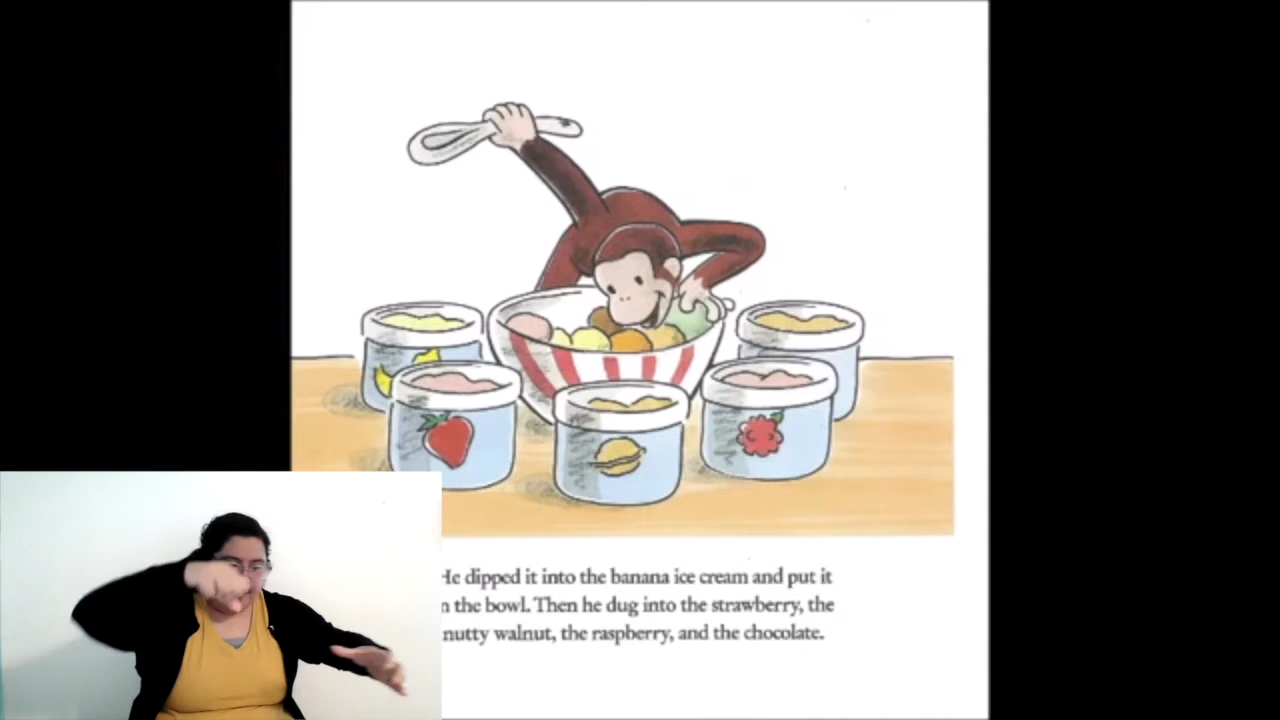 He dipped it into the banana ice cream and put it
n the bowl. Then he dug into the strawberry, the
nutty walnut, the raspberry, and the chocolate.